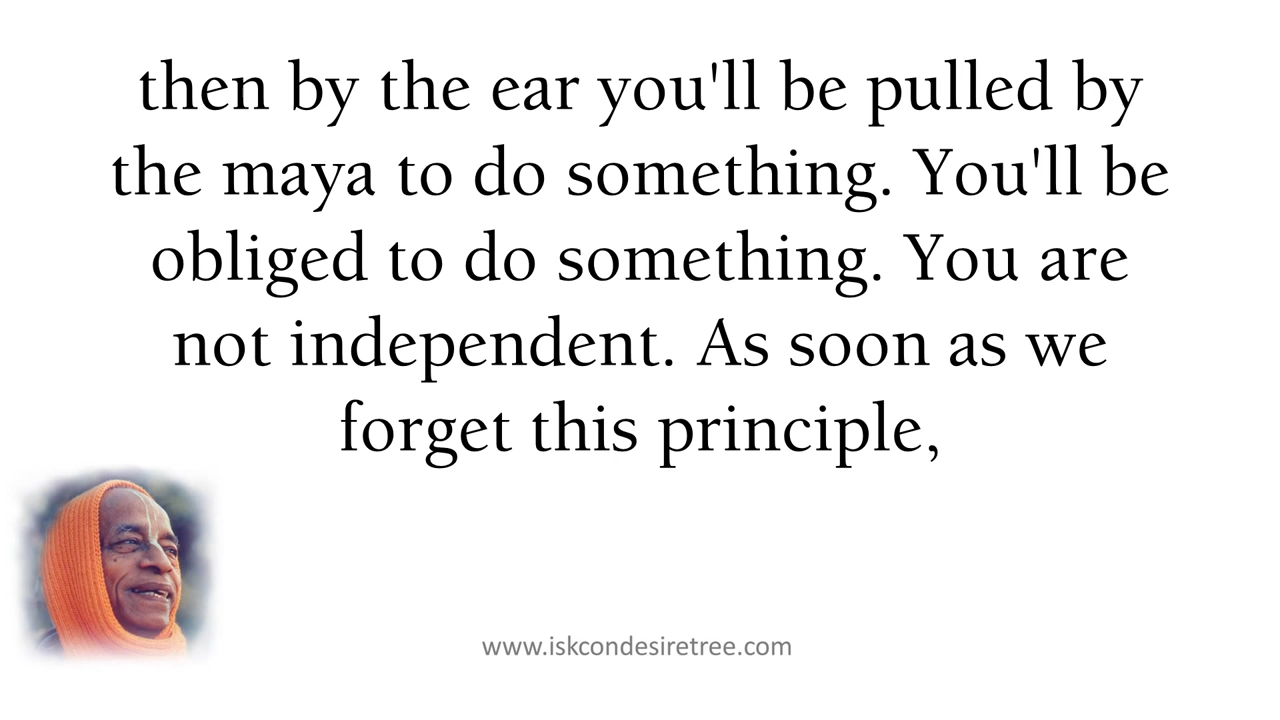 then by the ear you'll be pulled by
the maya to do something. You'll be
obliged to do something. You are
not independent. As soon as we
forget this principle,
www.iskcondesiretree.com